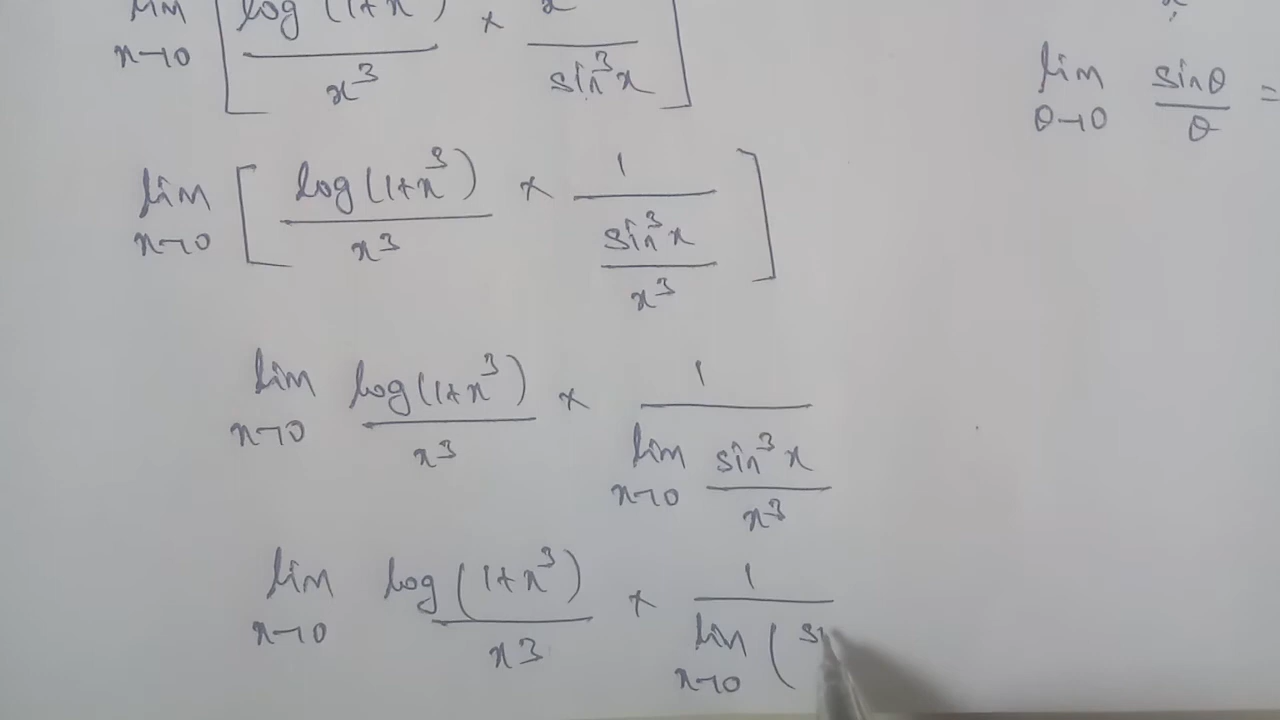 lim [ log (1+x / x³ × / sin³x ]
x→0
lim sinθ / θ =
θ→0
lim [ log(1+x³) / x³ × 1 / sin³x / x³ ]
x→0
lim log(1+x³) / x³ × 1 / lim sin³x / x³
x→0 x→0
lim log(1+x³) / x³ × 1 / lim ( si
x→0 x→0